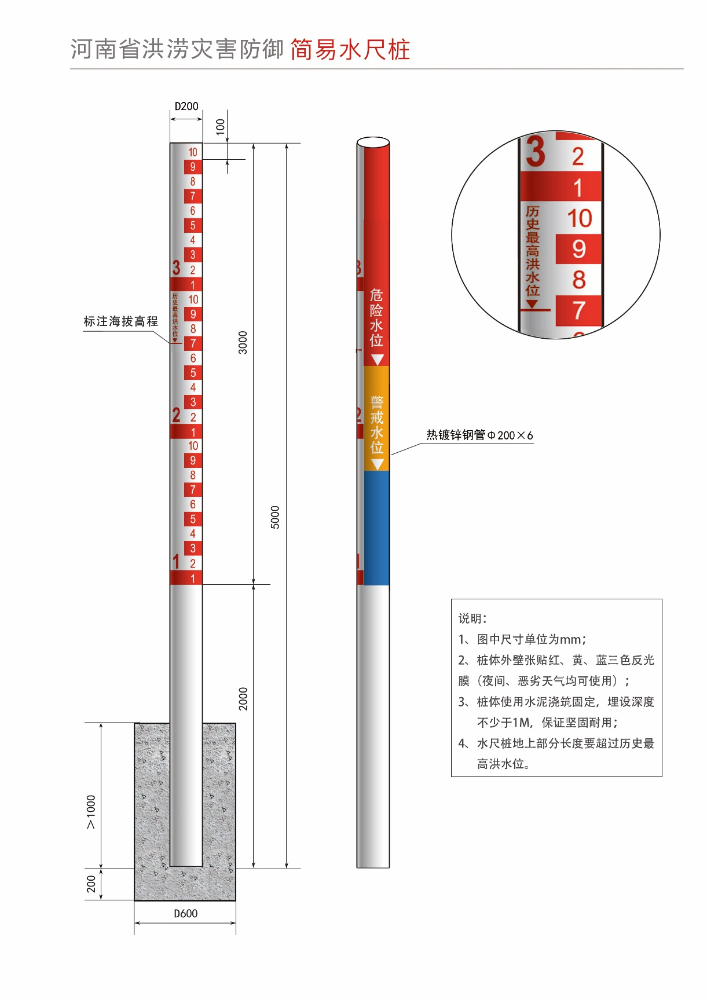 河南省洪涝灾害防御 简易水尺桩
D200
100
10
9
8
7
6
5
4
3
3 2
1
历史最高洪水位
10
9
8
7
6
5
4
3
2 2
1
10
9
8
7
6
5
4
3
1 2
1
标注海拔高程
3000
5000
2000
>1000
200
D600
3
危险水位
2
警戒水位
1
热镀锌钢管Φ200×6
3 2
1
历史最高洪水位
10
9
8
7
6
说明：
1、图中尺寸单位为mm；
2、桩体外壁张贴红、黄、蓝三色反光
膜（夜间、恶劣天气均可使用）；
3、桩体使用水泥浇筑固定，埋设深度
不少于1M，保证坚固耐用；
4、水尺桩地上部分长度要超过历史最
高洪水位。